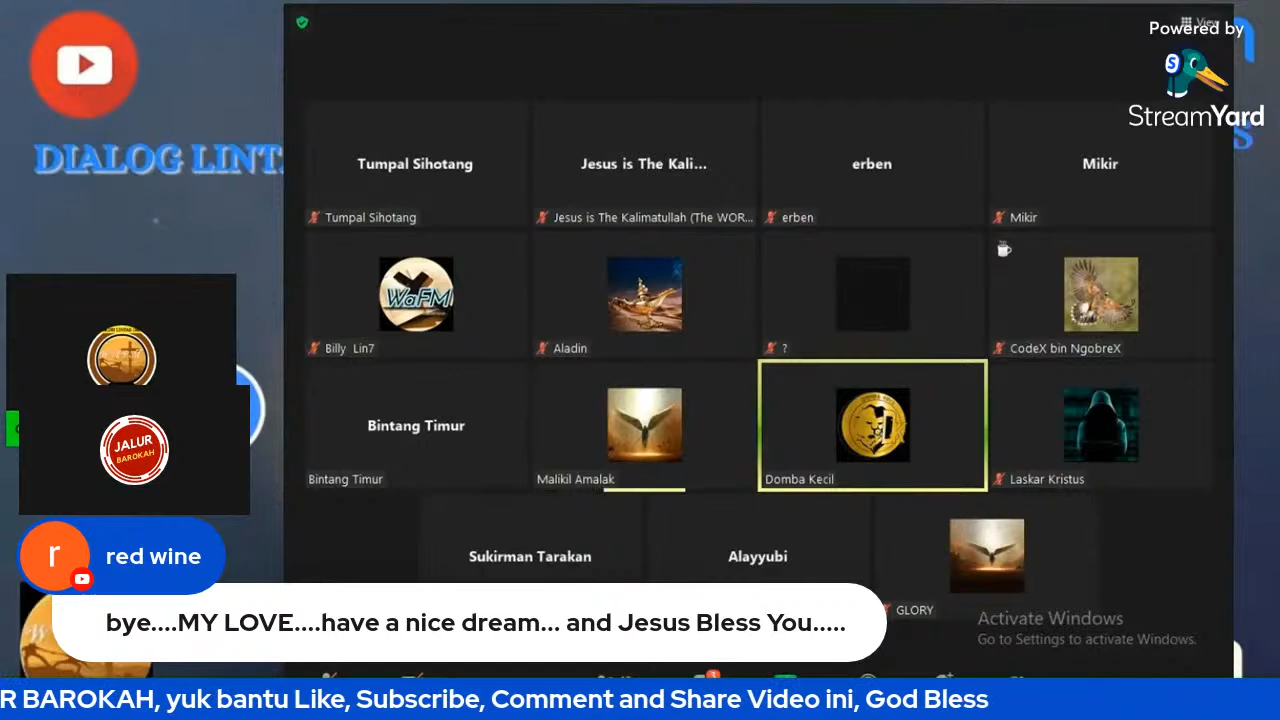 View
Powered by
StreamYard
DIALOG LINT
Tumpal Sihotang
Jesus is The Kali...
erben
Mikir
Tumpal Sihotang
Jesus is The Kalimatullah (The WOR...
erben
Mikir
WaFM
Billy Lin7
Aladin
?
CodeX bin NgobreX
Bintang Timur
Bintang Timur
Malikil Amalak
Domba Kecil
Laskar Kristus
JALUR
BAROKAH
Sukirman Tarakan
Alayyubi
GLORY
red wine
bye....MY LOVE....have a nice dream... and Jesus Bless You.....
Activate Windows
Go to Settings to activate Windows.
R BAROKAH, yuk bantu Like, Subscribe, Comment and Share Video ini, God Bless